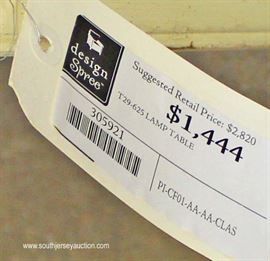 design
Spree
Suggested Retail Price: $2,820
$1,444
T29-625 LAMP TABLE
305921
PI-CF01-AA-AA-CLAS
www.southjerseyauction.com